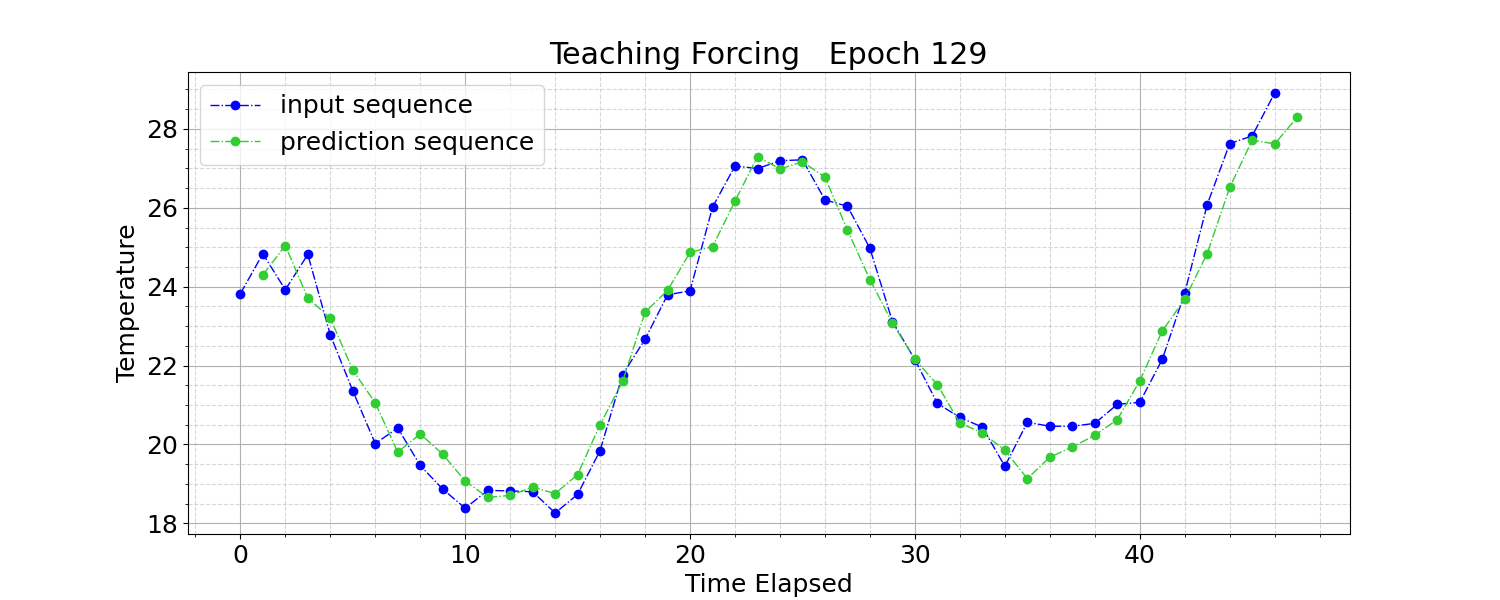 Teaching Forcing   Epoch 129
input sequence
prediction sequence
Temperature
28
26
24
22
20
18
0 10 20 30 40
Time Elapsed